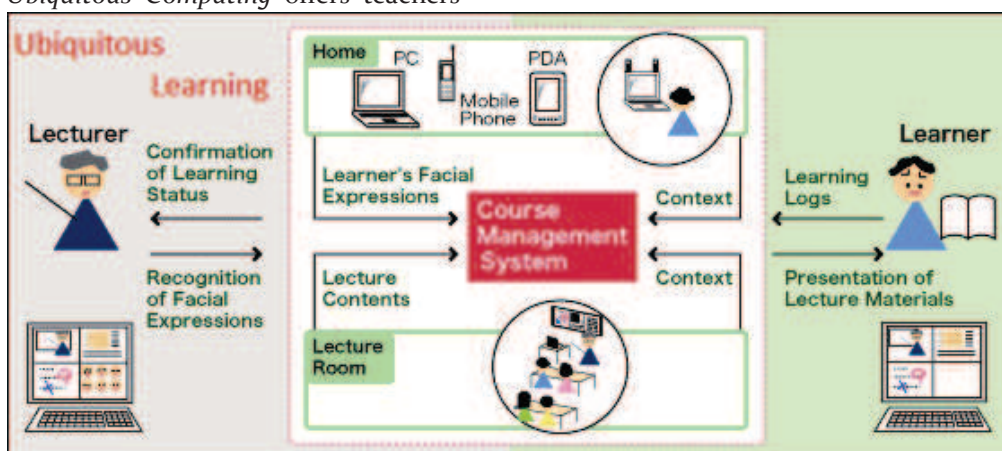 Ubiquitous Computing offers teachers
Ubiquitous
Learning
Lecturer
Confirmation
of Learning
Status
Recognition
of Facial
Expressions
Home
PC
Mobile
Phone
PDA
Learner's Facial
Expressions
Context
Course
Management
System
Lecture
Contents
Context
Lecture
Room
Learner
Learning
Logs
Presentation of
Lecture Materials